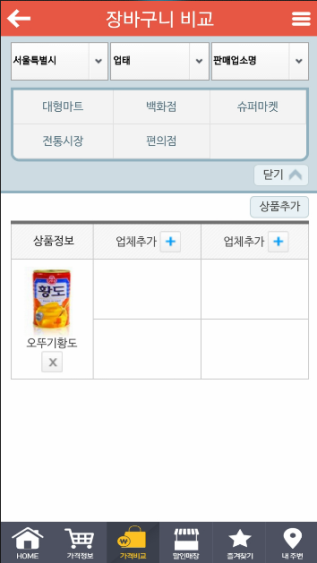 장바구니 비교
서울특별시 업태 판매업소명
대형마트 백화점 슈퍼마켓
전통시장 편의점
닫기
상품추가
상품정보 업체추가 + 업체추가 +
황도
오뚜기황도
x
HOME 가격정보 가격비교 할인매장 즐겨찾기 내 주변